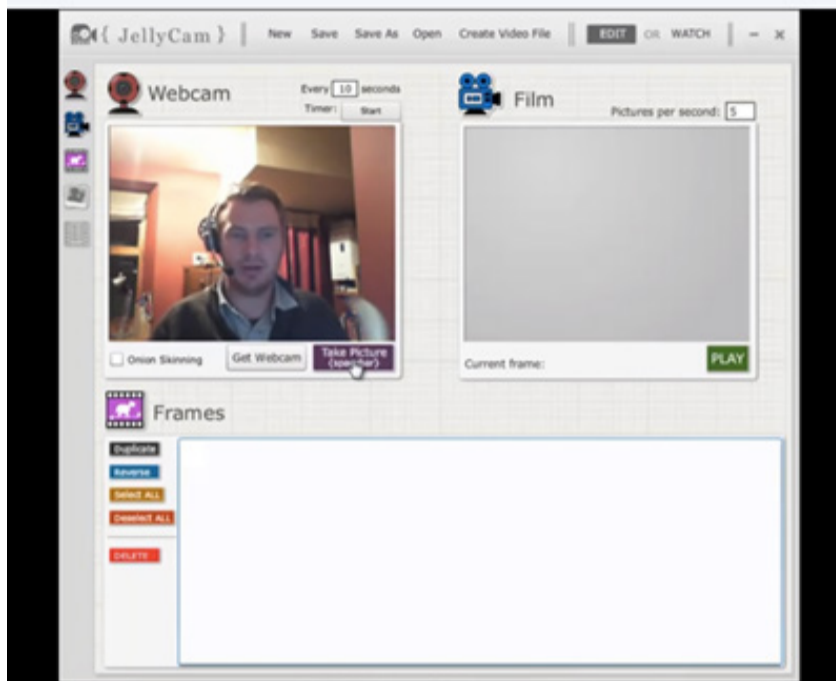 { JellyCam } New Save Save As Open Create Video File EDIT OR WATCH
Webcam
Every 10 seconds
Timer: Start
Film
Pictures per second: 5
Onion Skinning
Get Webcam
Take Picture
Current frame:
PLAY
Frames
Duplicate
Reverse
Select ALL
Deselect ALL
DELETE